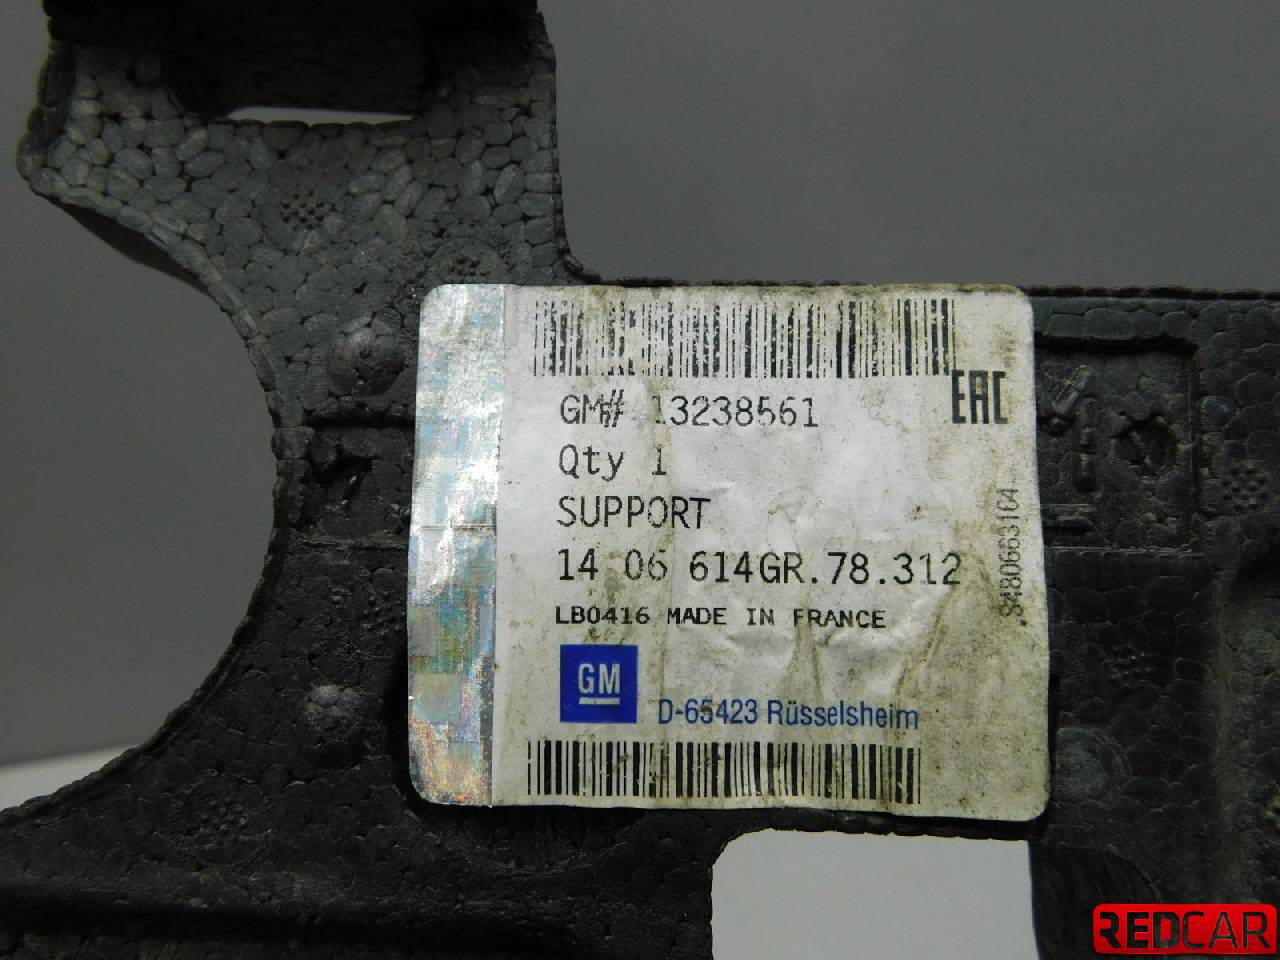 GM# 13238561
EAC
Qty 1
SUPPORT
14 06 614GR.78.312
LB0416 MADE IN FRANCE
GM
D-65423 Rüsselsheim
S480663164
REDCAR